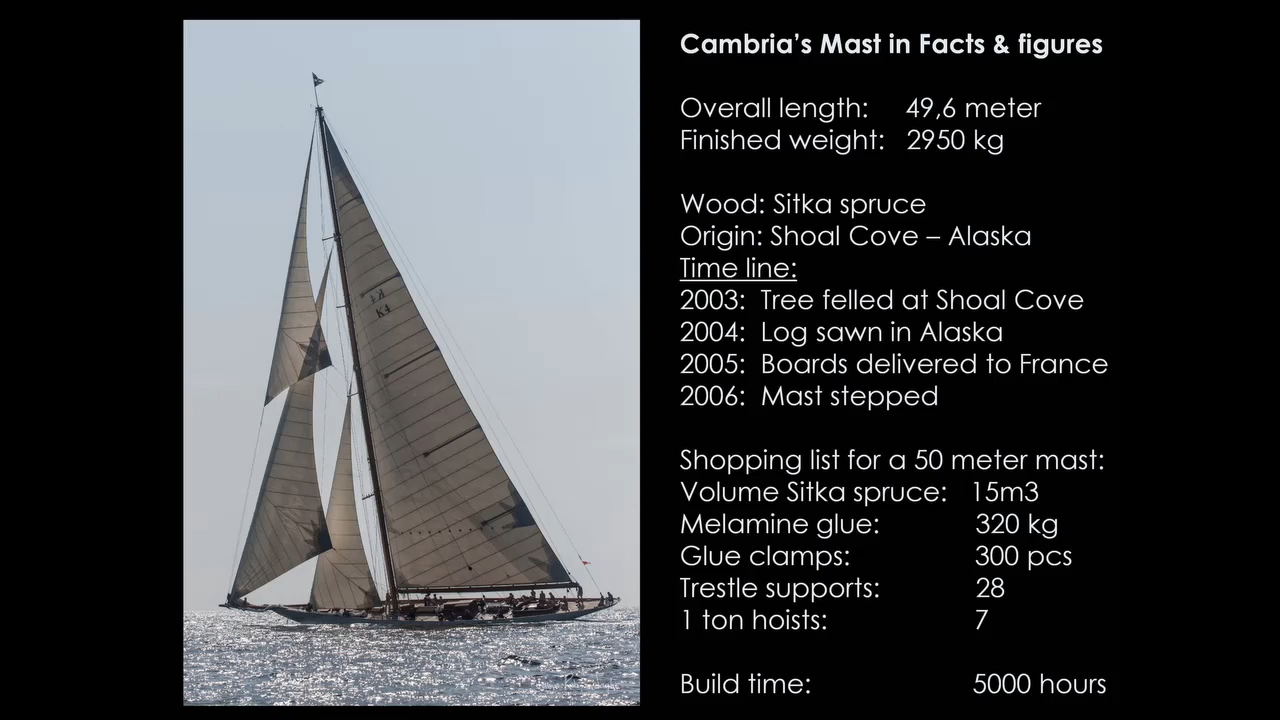 Cambria’s Mast in Facts & figures
Overall length: 49,6 meter
Finished weight: 2950 kg
Wood: Sitka spruce
Origin: Shoal Cove – Alaska
Time line:
2003: Tree felled at Shoal Cove
2004: Log sawn in Alaska
2005: Boards delivered to France
2006: Mast stepped
Shopping list for a 50 meter mast:
Volume Sitka spruce: 15m3
Melamine glue: 320 kg
Glue clamps: 300 pcs
Trestle supports: 28
1 ton hoists: 7
Build time: 5000 hours
K4